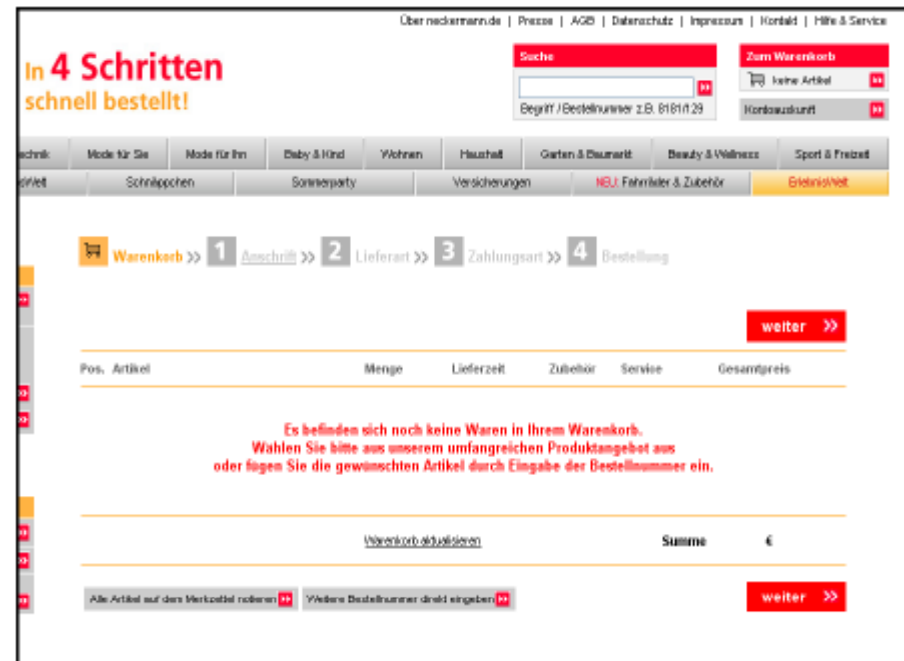 Über neckermann.de | Presse | AGB | Datenschutz | Impressum | Kontakt | Hilfe & Service
In 4 Schritten
schnell bestellt!
Suche
Begriff / Bestellnummer z.B. 8181/129
Zum Warenkorb
keine Artikel
Kontoauskunft
echnik Mode für Sie Mode für Ihn Baby & Kind Wohnen Haushalt Garten & Baumarkt Beauty & Wellness Sport & Freizeit
Schnäppchen Sommerparty Versicherungen NEU: Fahrräder & Zubehör ErlebnisWelt
Warenkorb >> 1 Anschrift >> 2 Lieferart >> 3 Zahlungsart >> 4 Bestellung
weiter >>
Pos. Artikel Menge Lieferzeit Zubehör Service Gesamtpreis
Es befinden sich noch keine Waren in Ihrem Warenkorb.
Wählen Sie bitte aus unserem umfangreichen Produktangebot aus
oder fügen Sie die gewünschten Artikel durch Eingabe der Bestellnummer ein.
Warenkorb aktualisieren Summe €
Alle Artikel auf dem Merkzettel notieren >> Weitere Bestellnummer direkt eingeben >> weiter >>